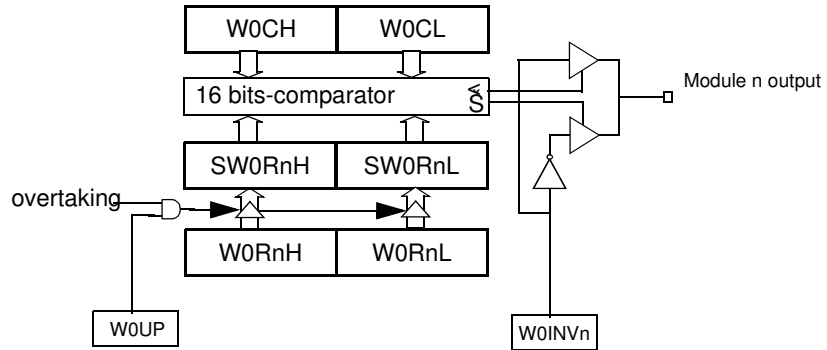 W0CH W0CL
16 bits-comparator
<
S
Module n output
SW0RnH SW0RnL
overtaking
W0RnH W0RnL
W0UP
W0INVn